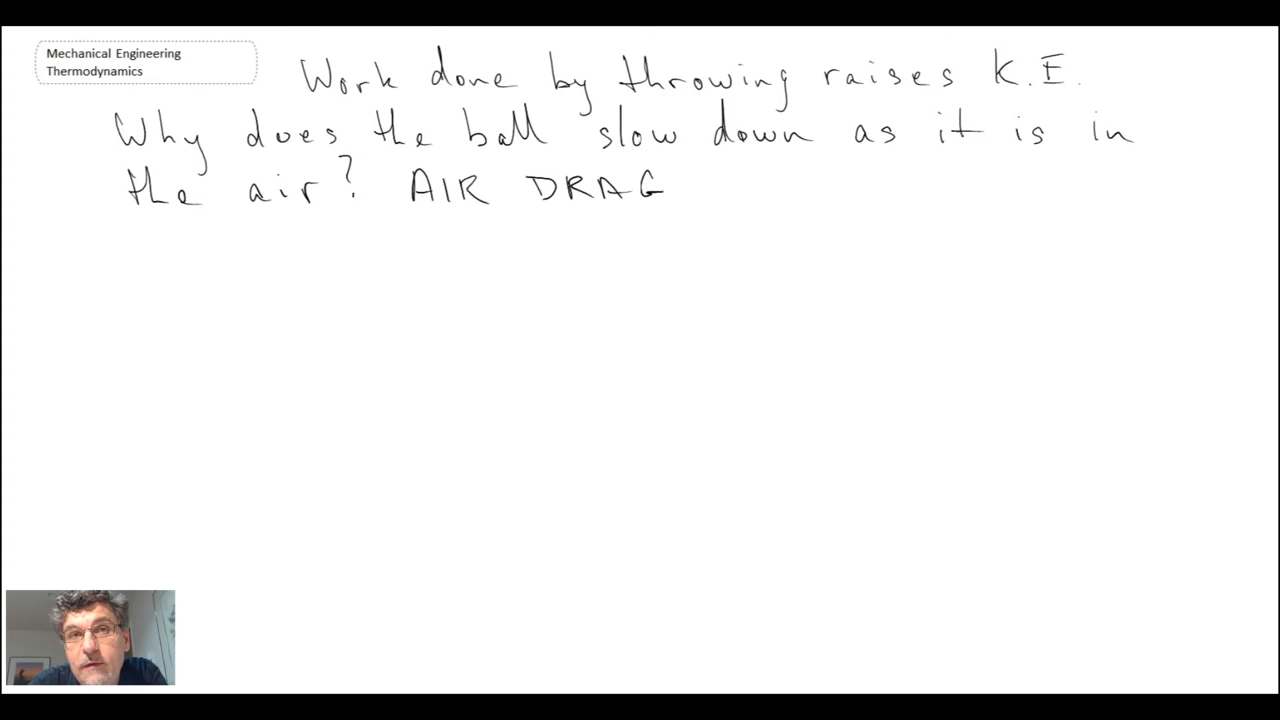 Mechanical Engineering
Thermodynamics
Work done by throwing raises K.E.
Why does the ball slow down as it is in
the air? AIR DRAG